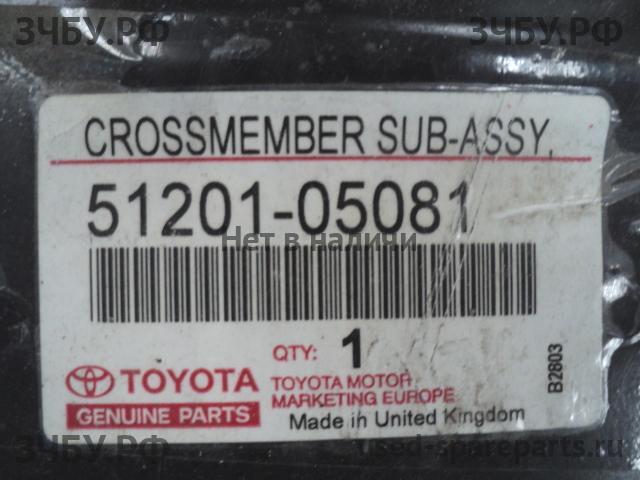 ЗЧБУ.РФ
ЗЧБУ.РФ
CROSSMEMBER SUB-ASSY,
51201-05081
Нет в наличи
QTY: 1
B2803
TOYOTA
GENUINE PARTS
TOYOTA MOTOR
MARKETING EUROPE
Made in United Kingdom
ЗЧБУ.РФ
used-spareparts.ru